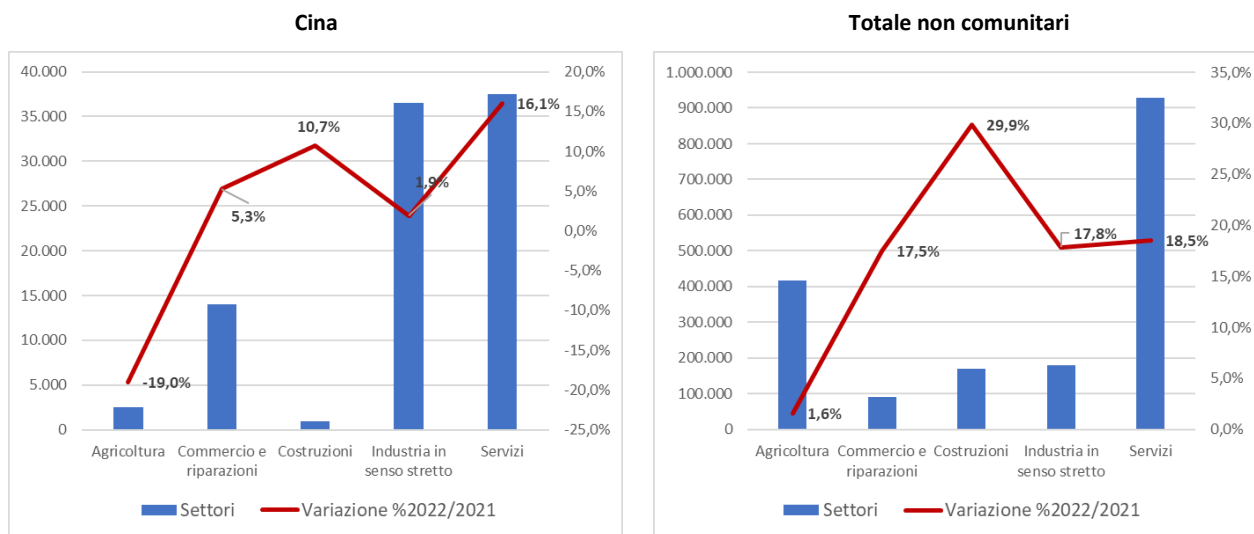 Cina
40.000
35.000
30.000
25.000
20.000
15.000
10.000
5.000
0
20,0%
15,0%
10,0%
5,0%
0,0%
-5,0%
-10,0%
-15,0%
-20,0%
-25,0%
-19,0%
5,3%
10,7%
1,9%
16,1%
Agricoltura
Commercio e
riparazioni
Costruzioni
Industria in
senso stretto
Servizi
Settori
Variazione %2022/2021
Totale non comunitari
1.000.000
900.000
800.000
700.000
600.000
500.000
400.000
300.000
200.000
100.000
0
35,0%
30,0%
25,0%
20,0%
15,0%
10,0%
5,0%
0,0%
1,6%
17,5%
29,9%
17,8%
18,5%
Agricoltura
Commercio e
riparazioni
Costruzioni
Industria in
senso stretto
Servizi
Settori
Variazione %2022/2021